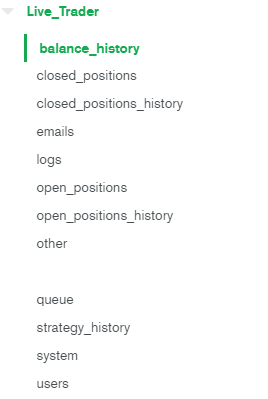 Live_Trader
balance_history
closed_positions
closed_positions_history
emails
logs
open_positions
open_positions_history
other
queue
strategy_history
system
users